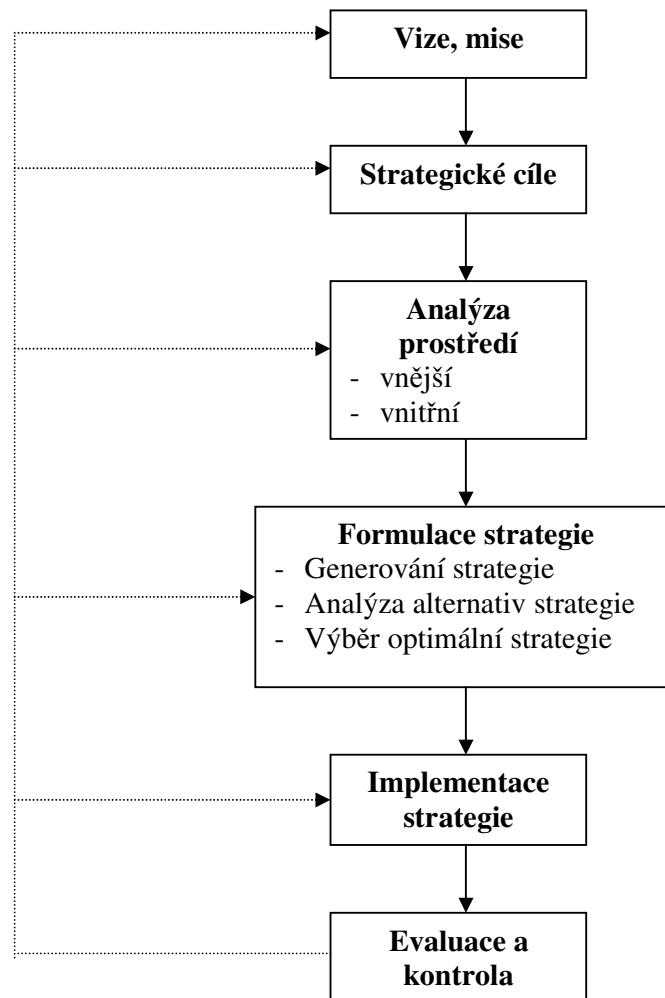 Vize, mise
Strategické cíle
Analýza
prostředí
- vnější
- vnitřní
Formulace strategie
- Generování strategie
- Analýza alternativ strategie
- Výběr optimální strategie
Implementace
strategie
Evaluace a
kontrola